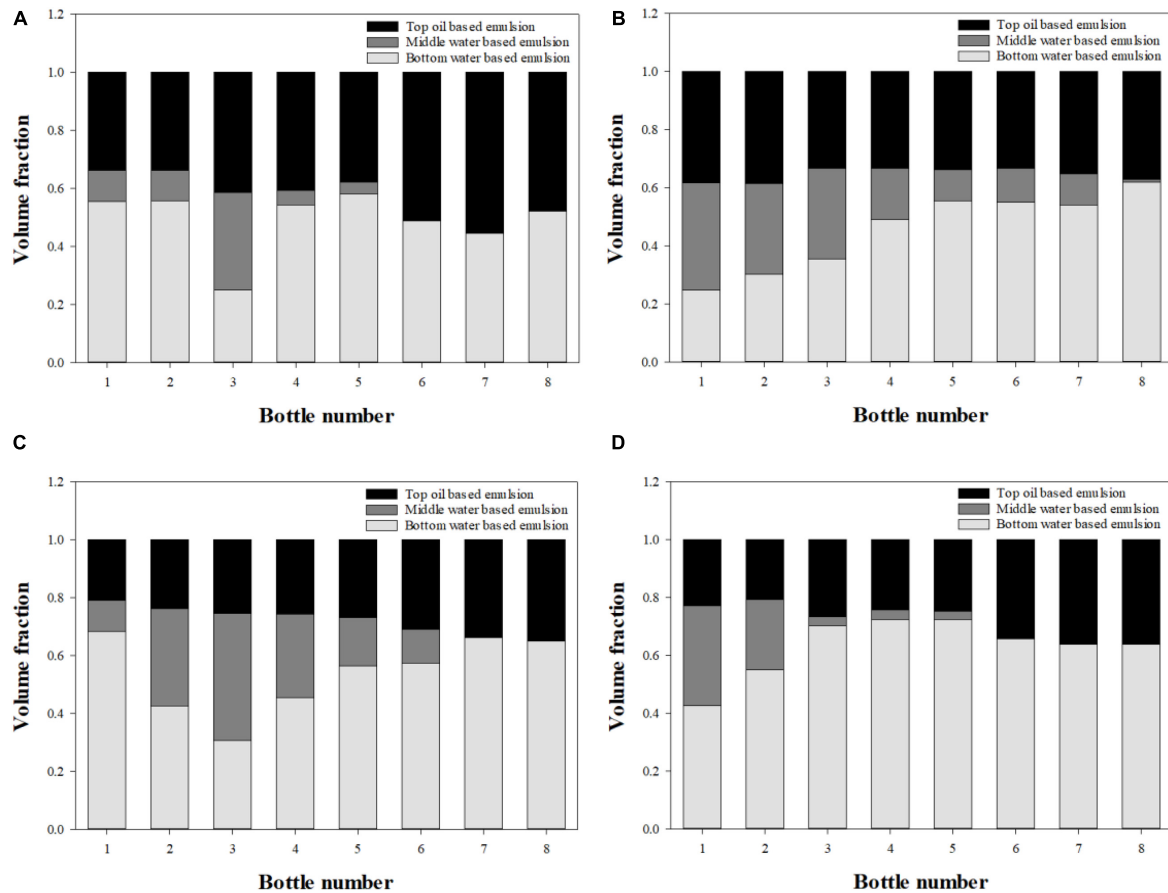 A
1.2
1.0
0.8
0.6
0.4
0.2
0.0
Volume fraction
Top oil based emulsion
Middle water based emulsion
Bottom water based emulsion
1 2 3 4 5 6 7 8
Bottle number
B
1.2
1.0
0.8
0.6
0.4
0.2
0.0
Volume fraction
Top oil based emulsion
Middle water based emulsion
Bottom water based emulsion
1 2 3 4 5 6 7 8
Bottle number
C
1.2
1.0
0.8
0.6
0.4
0.2
0.0
Volume fraction
Top oil based emulsion
Middle water based emulsion
Bottom water based emulsion
1 2 3 4 5 6 7 8
Bottle number
D
1.2
1.0
0.8
0.6
0.4
0.2
0.0
Volume fraction
Top oil based emulsion
Middle water based emulsion
Bottom water based emulsion
1 2 3 4 5 6 7 8
Bottle number